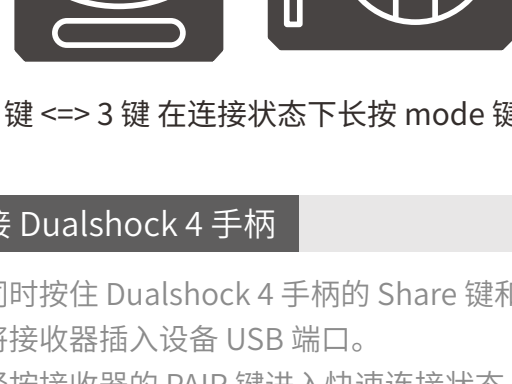 键 <=> 3 键 在连接状态下长按 mode 键
接 Dualshock 4 手柄
同时按住 Dualshock 4 手柄的 Share 键和
将接收器插入设备 USB 端口。
按接收器的 PAIR 键进入快速连接状态